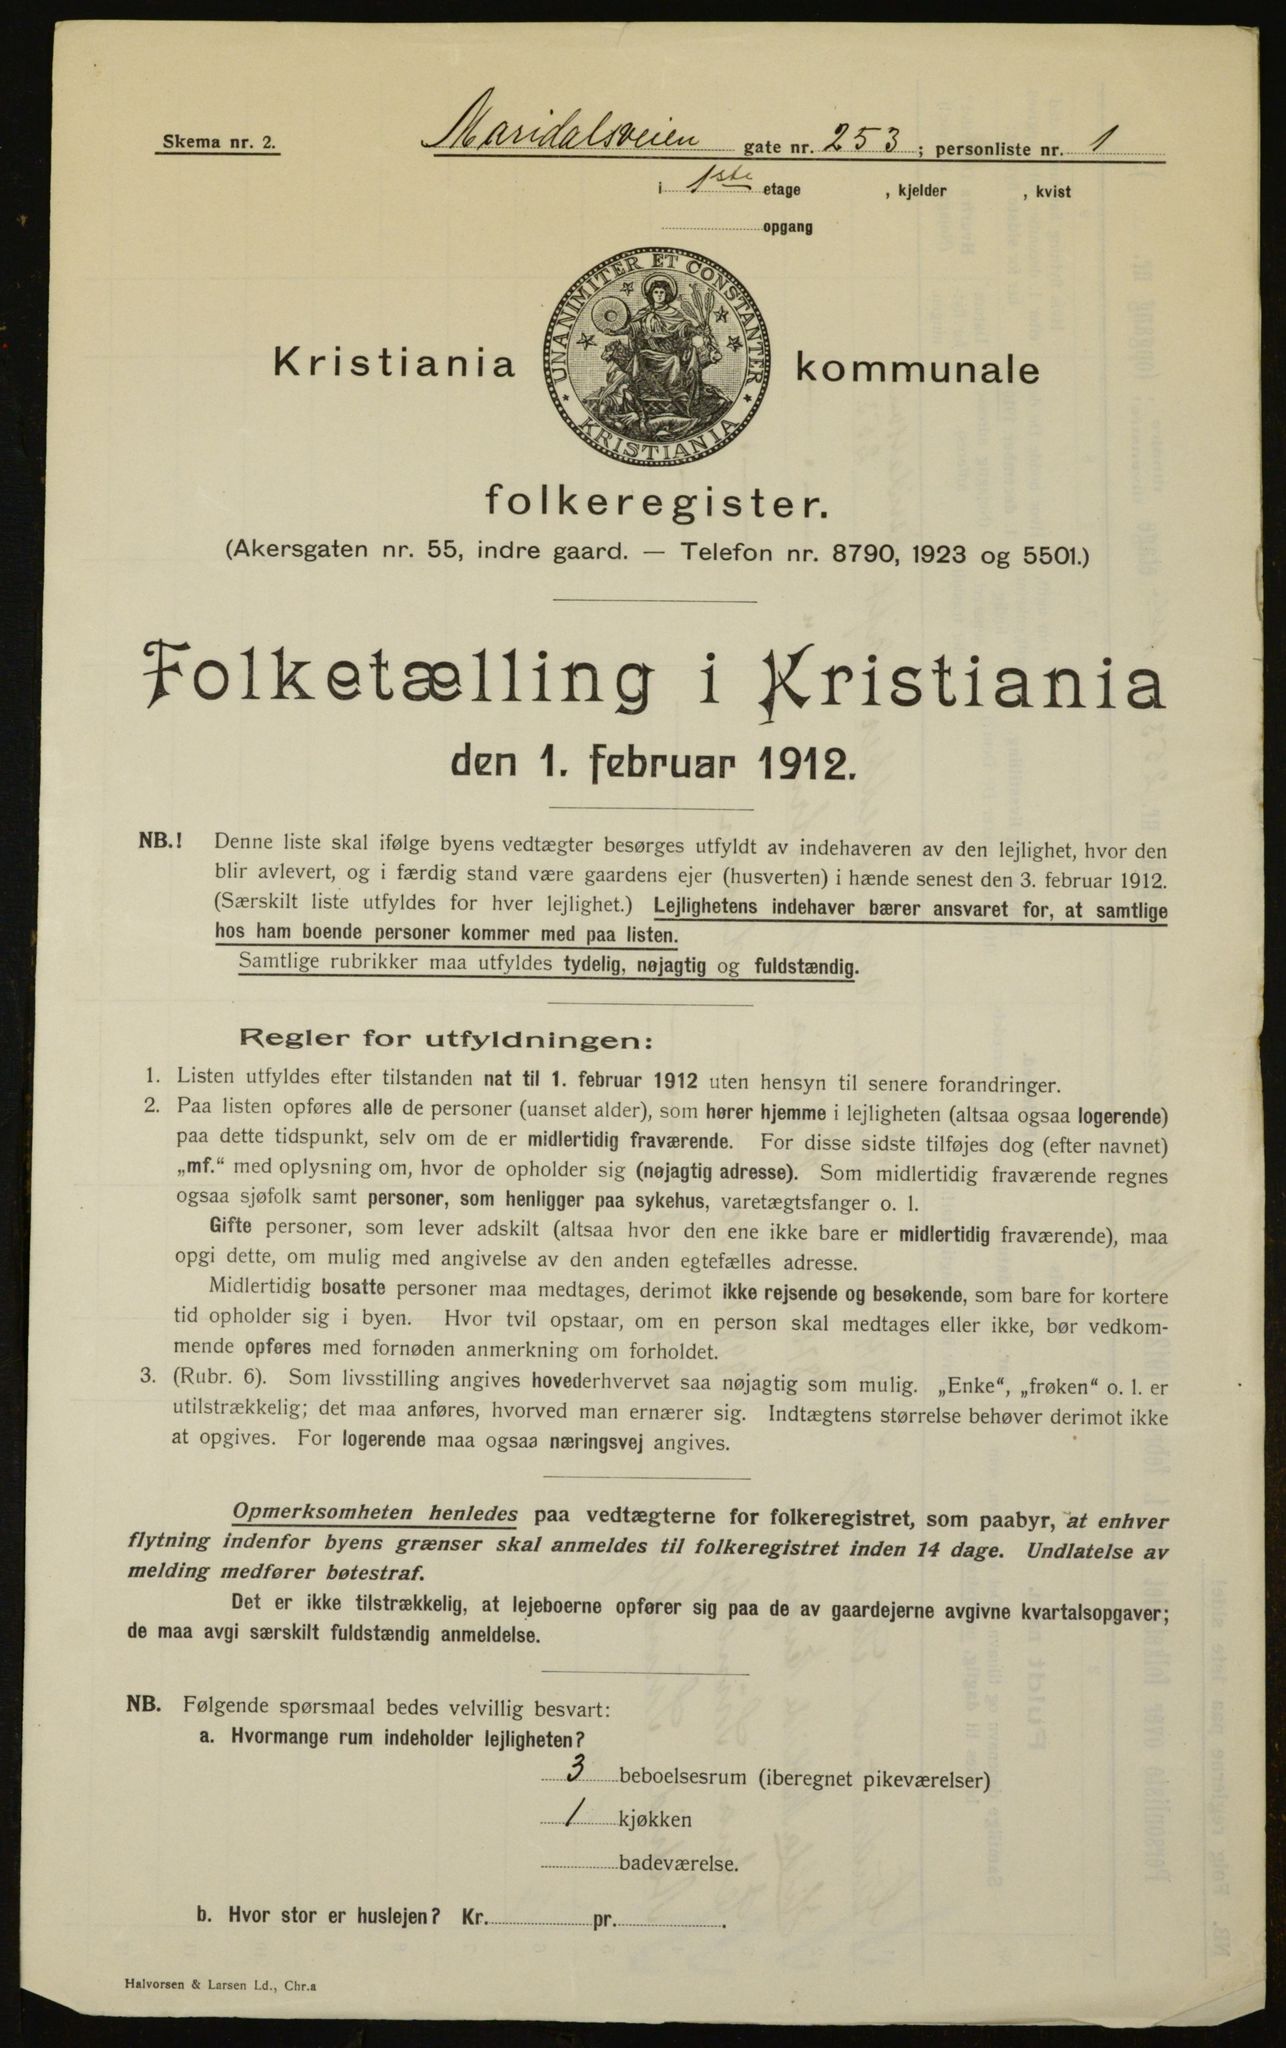 Skema nr. 2.
Maridalsveien gate nr. 253; personliste nr. 1
i 1ste etage , kjelder , kvist
opgang
UNANIMITER ET CONSTANTER
KRISTIANIA
Kristiania kommunale
folkeregister.
(Akersgaten nr. 55, indre gaard. — Telefon nr. 8790, 1923 og 5501.)
Folketælling i Kristiania
den 1. februar 1912.
NB.! Denne liste skal ifølge byens vedtægter besørges utfyldt av indehaveren av den lejlighet, hvor den
blir avlevert, og i færdig stand være gaardens ejer (husverten) i hænde senest den 3. februar 1912.
(Særskilt liste utfyldes for hver lejlighet.) Lejlighetens indehaver bærer ansvaret for, at samtlige
hos ham boende personer kommer med paa listen.
Samtlige rubrikker maa utfyldes tydelig, nøjagtig og fuldstændig.
Regler for utfyldningen:
1. Listen utfyldes efter tilstanden nat til 1. februar 1912 uten hensyn til senere forandringer.
2. Paa listen opføres alle de personer (uanset alder), som hører hjemme i lejligheten (altsaa ogsaa logerende)
paa dette tidspunkt, selv om de er midlertidig fraværende. For disse sidste tilføjes dog (efter navnet)
„mf.“ med oplysning om, hvor de opholder sig (nøjagtig adresse). Som midlertidig fraværende regnes
ogsaa sjøfolk samt personer, som henligger paa sykehus, varetægtsfanger o. l.
Gifte personer, som lever adskilt (altsaa hvor den ene ikke bare er midlertidig fraværende), maa
opgi dette, om mulig med angivelse av den anden egtefælles adresse.
Midlertidig bosatte personer maa medtages, derimot ikke rejsende og besøkende, som bare for kortere
tid opholder sig i byen. Hvor tvil opstaar, om en person skal medtages eller ikke, bør vedkom-
mende opføres med fornøden anmerkning om forholdet.
3. (Rubr. 6). Som livsstilling angives hovederhvervet saa nøjagtig som mulig. „Enke“, „frøken“ o. l. er
utilstrækkelig; det maa anføres, hvorved man ernærer sig. Indtægtens størrelse behøver derimot ikke
at opgives. For logerende maa ogsaa næringsvej angives.
Opmerksomheten henledes paa vedtægterne for folkeregistret, som paabyr, at enhver
flytning indenfor byens grænser skal anmeldes til folkeregistret inden 14 dage. Undlatelse av
melding medfører bøtestraf.
Det er ikke tilstrækkelig, at lejeboerne opfører sig paa de av gaardejerne avgivne kvartalsopgaver;
de maa avgi særskilt fuldstændig anmeldelse.
NB. Følgende spørsmaal bedes velvillig besvart:
a. Hvormange rum indeholder lejligheten?
3 beboelsesrum (iberegnet pikeværelser)
1 kjøkken
badeværelse.
b. Hvor stor er huslejen? Kr. pr. .
Halvorsen & Larsen Ld., Chr.a